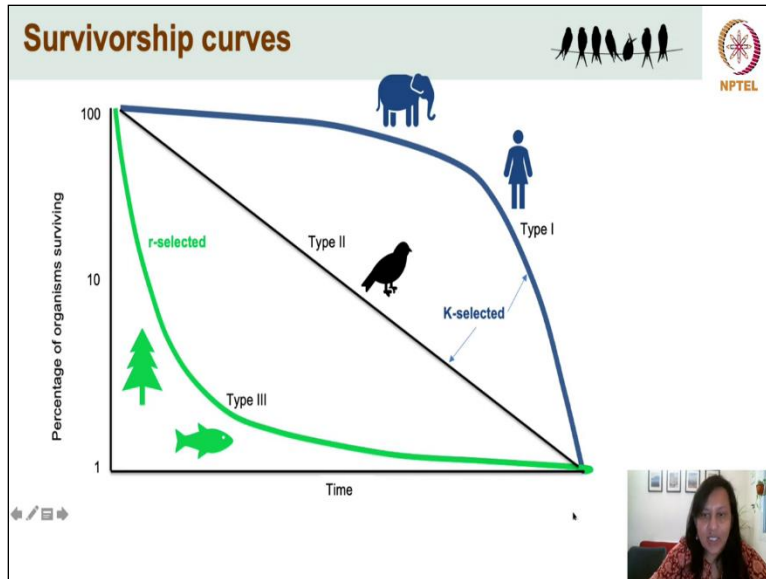 Survivorship curves
NPTEL
100
10
1
Percentage of organisms surviving
r-selected
Type II
Type I
K-selected
Type III
Time